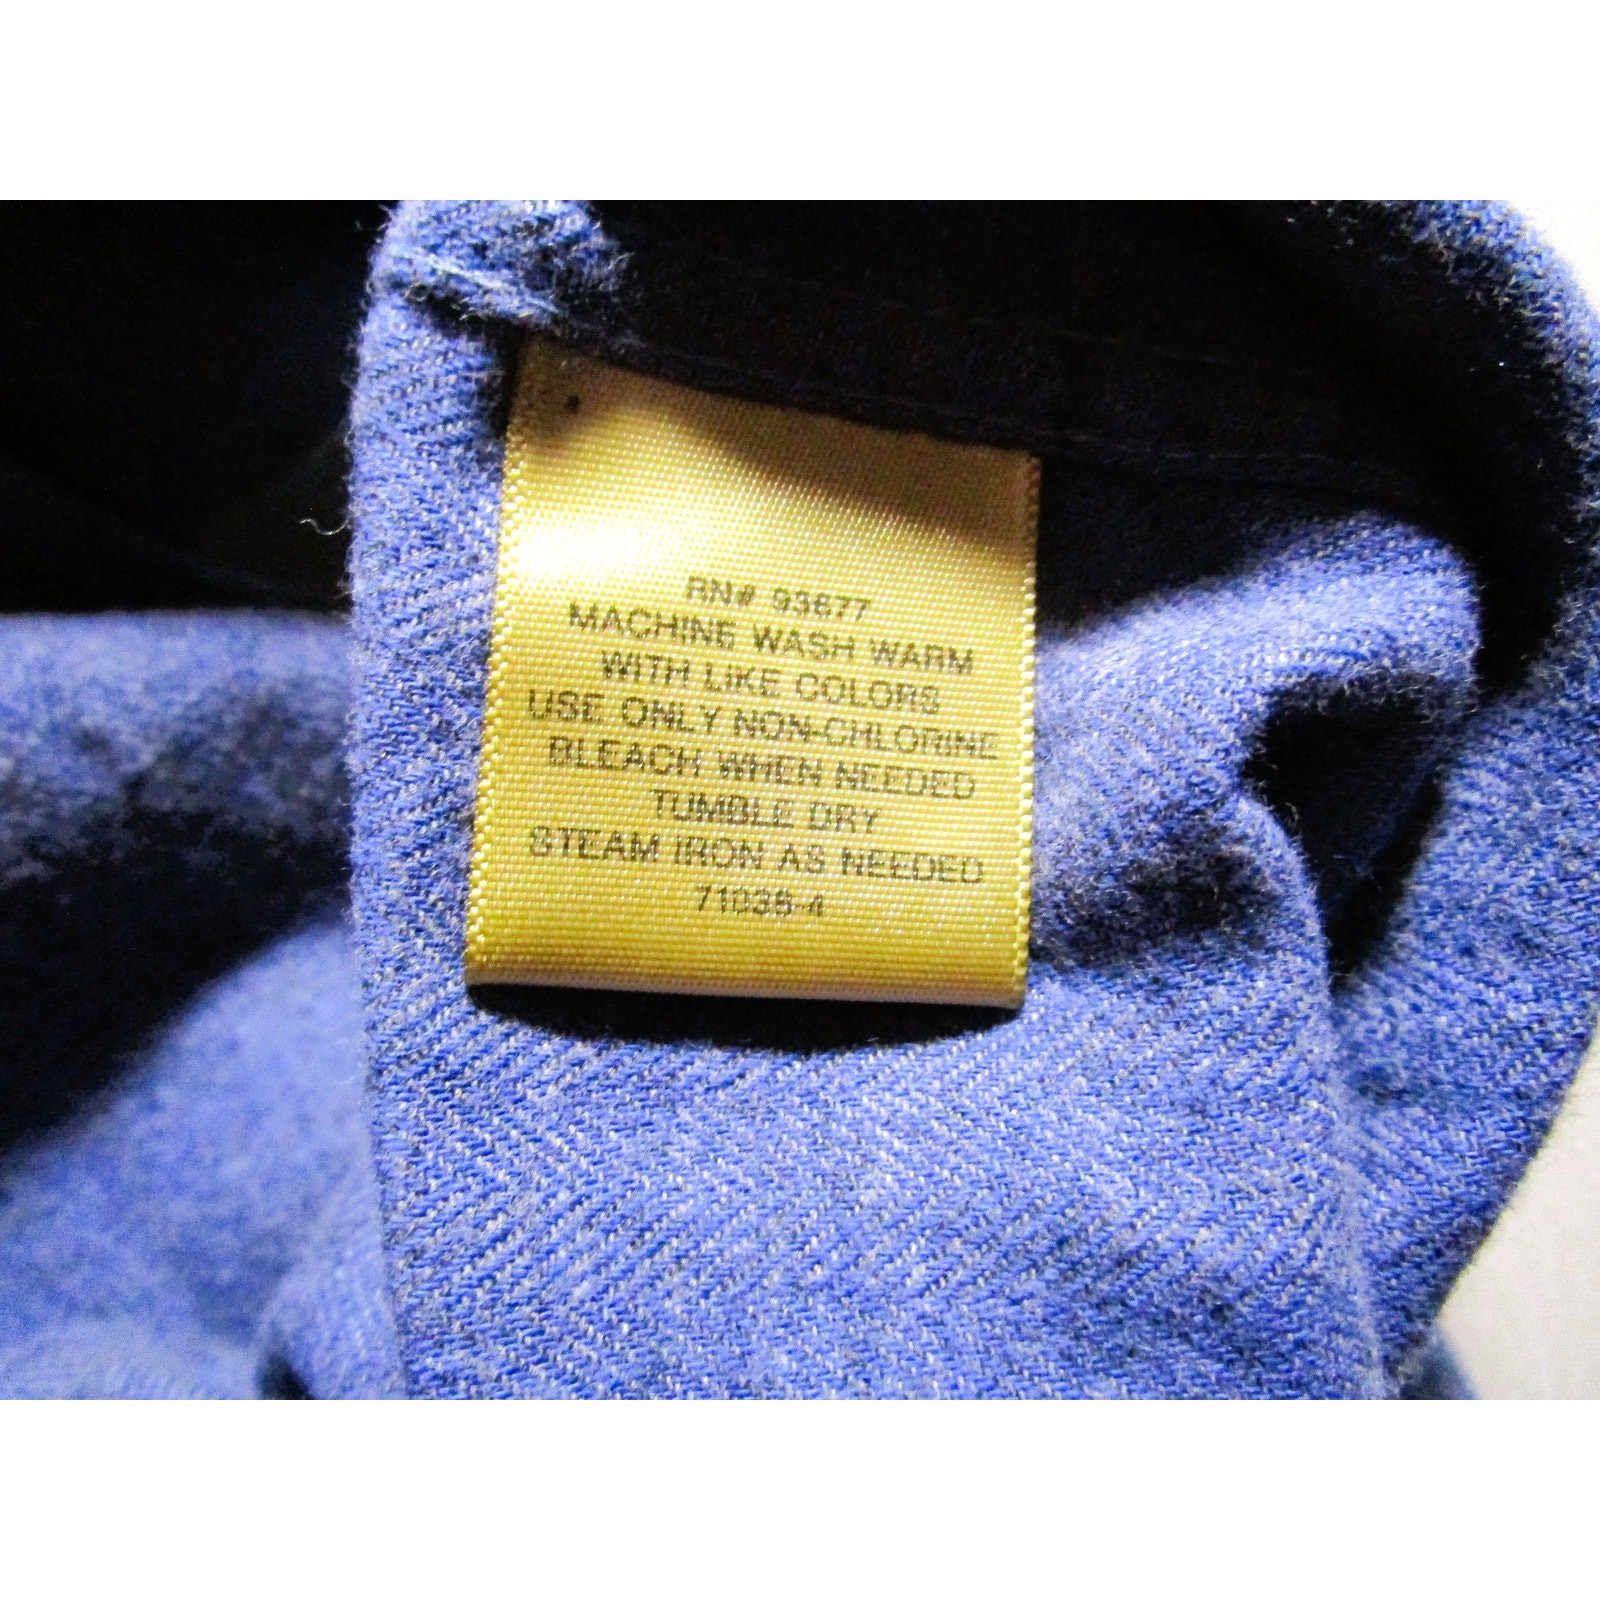 RN# 93677
MACHINE WASH WARM
WITH LIKE COLORS
USE ONLY NON-CHLORINE
BLEACH WHEN NEEDED
TUMBLE DRY
STEAM IRON AS NEEDED
71038-4